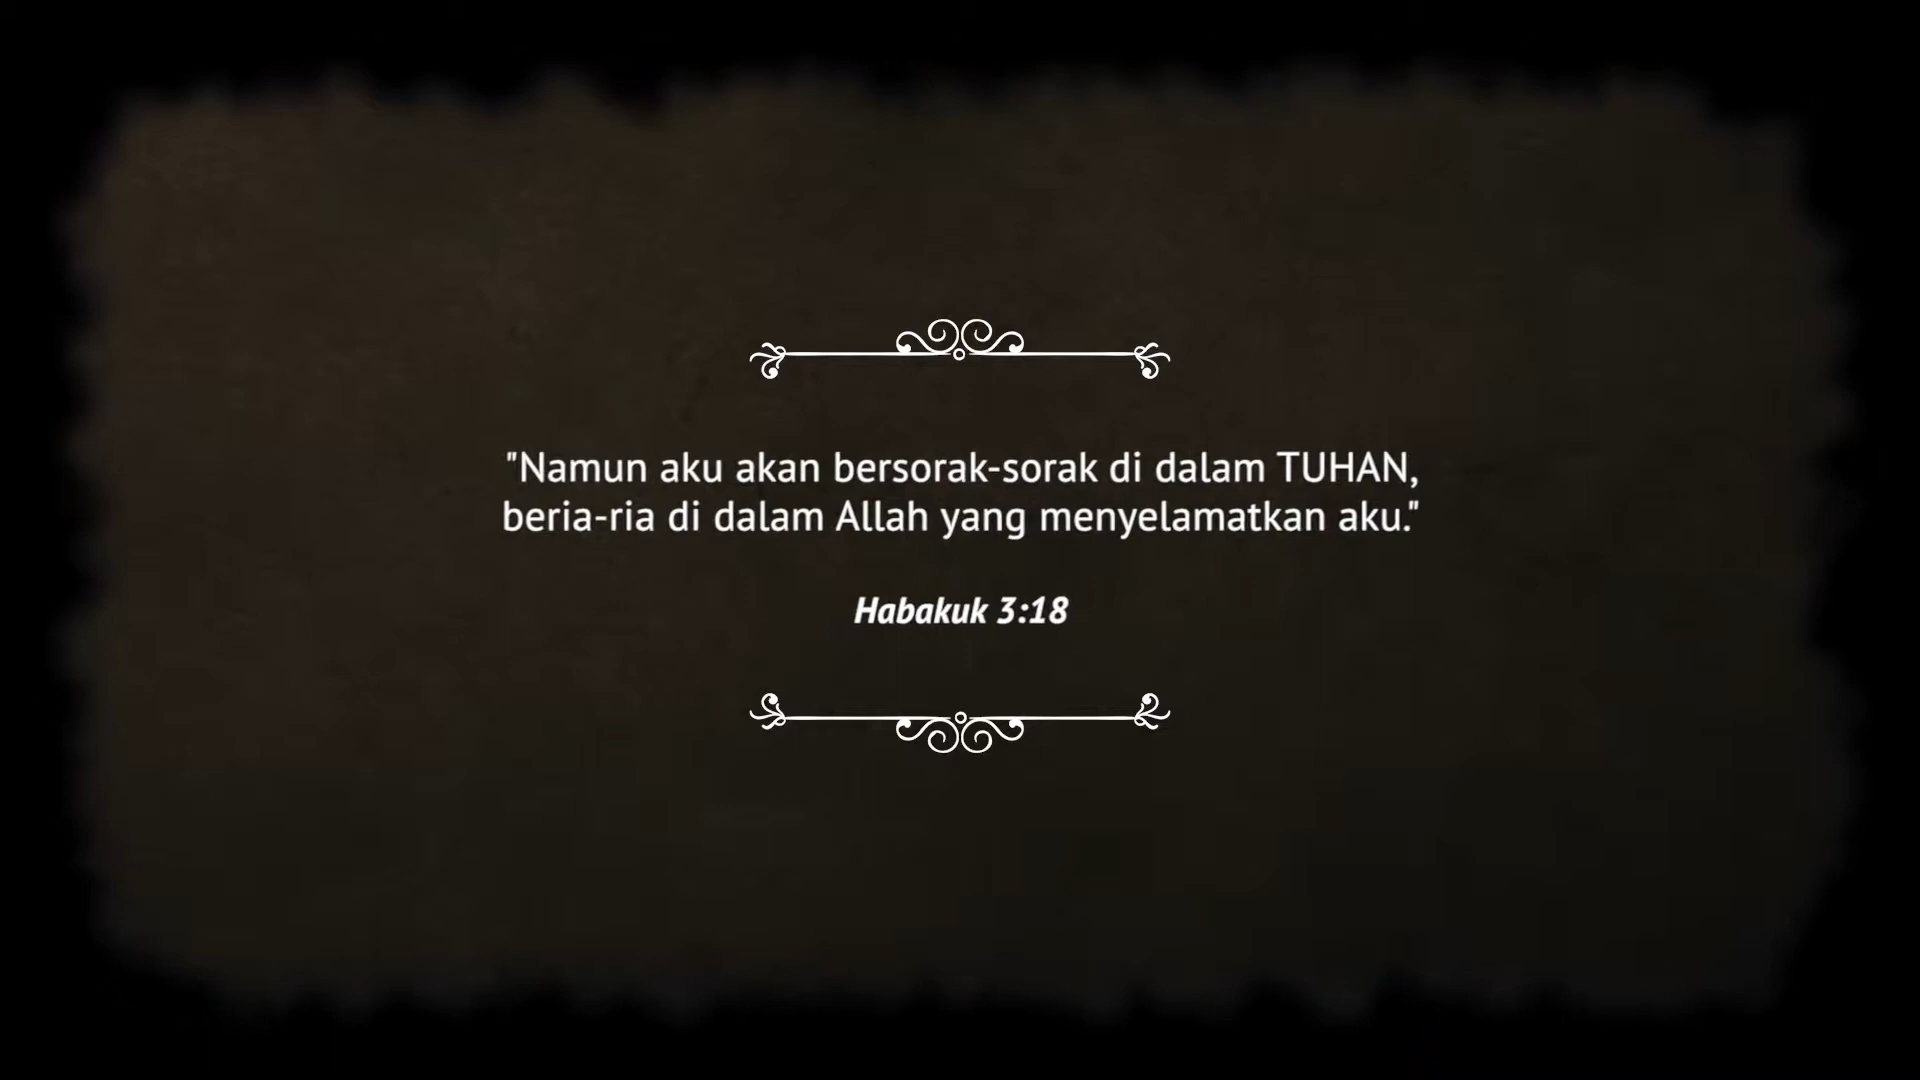 "Namun aku akan bersorak-sorak di dalam TUHAN,
beria-ria di dalam Allah yang menyelamatkan aku."
Habakuk 3:18